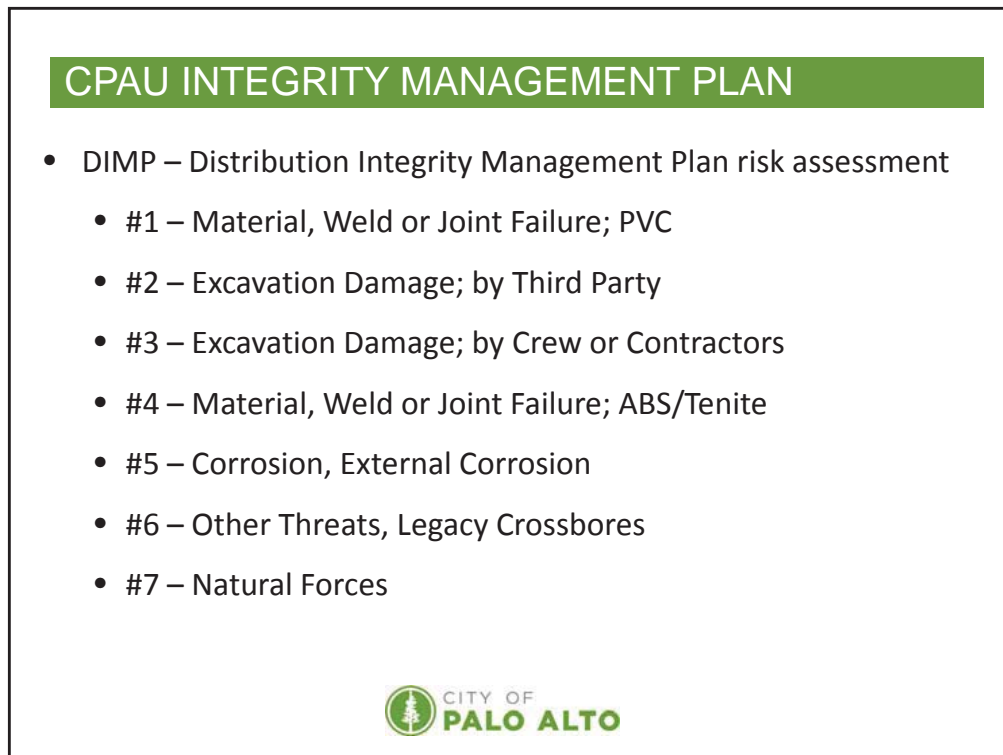 CPAU INTEGRITY MANAGEMENT PLAN
• DIMP – Distribution Integrity Management Plan risk assessment
• #1 – Material, Weld or Joint Failure; PVC
• #2 – Excavation Damage; by Third Party
• #3 – Excavation Damage; by Crew or Contractors
• #4 – Material, Weld or Joint Failure; ABS/Tenite
• #5 – Corrosion, External Corrosion
• #6 – Other Threats, Legacy Crossbores
• #7 – Natural Forces
CITY OF
PALO ALTO